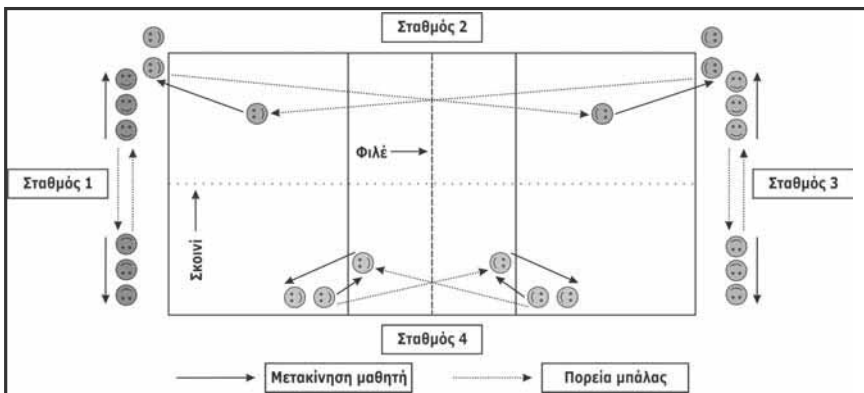 Σταθμός 2
Φιλέ
Σταθμός 1
Σταθμός 3
Σκοινί
Σταθμός 4
Μετακίνηση μαθητή
Πορεία μπάλας